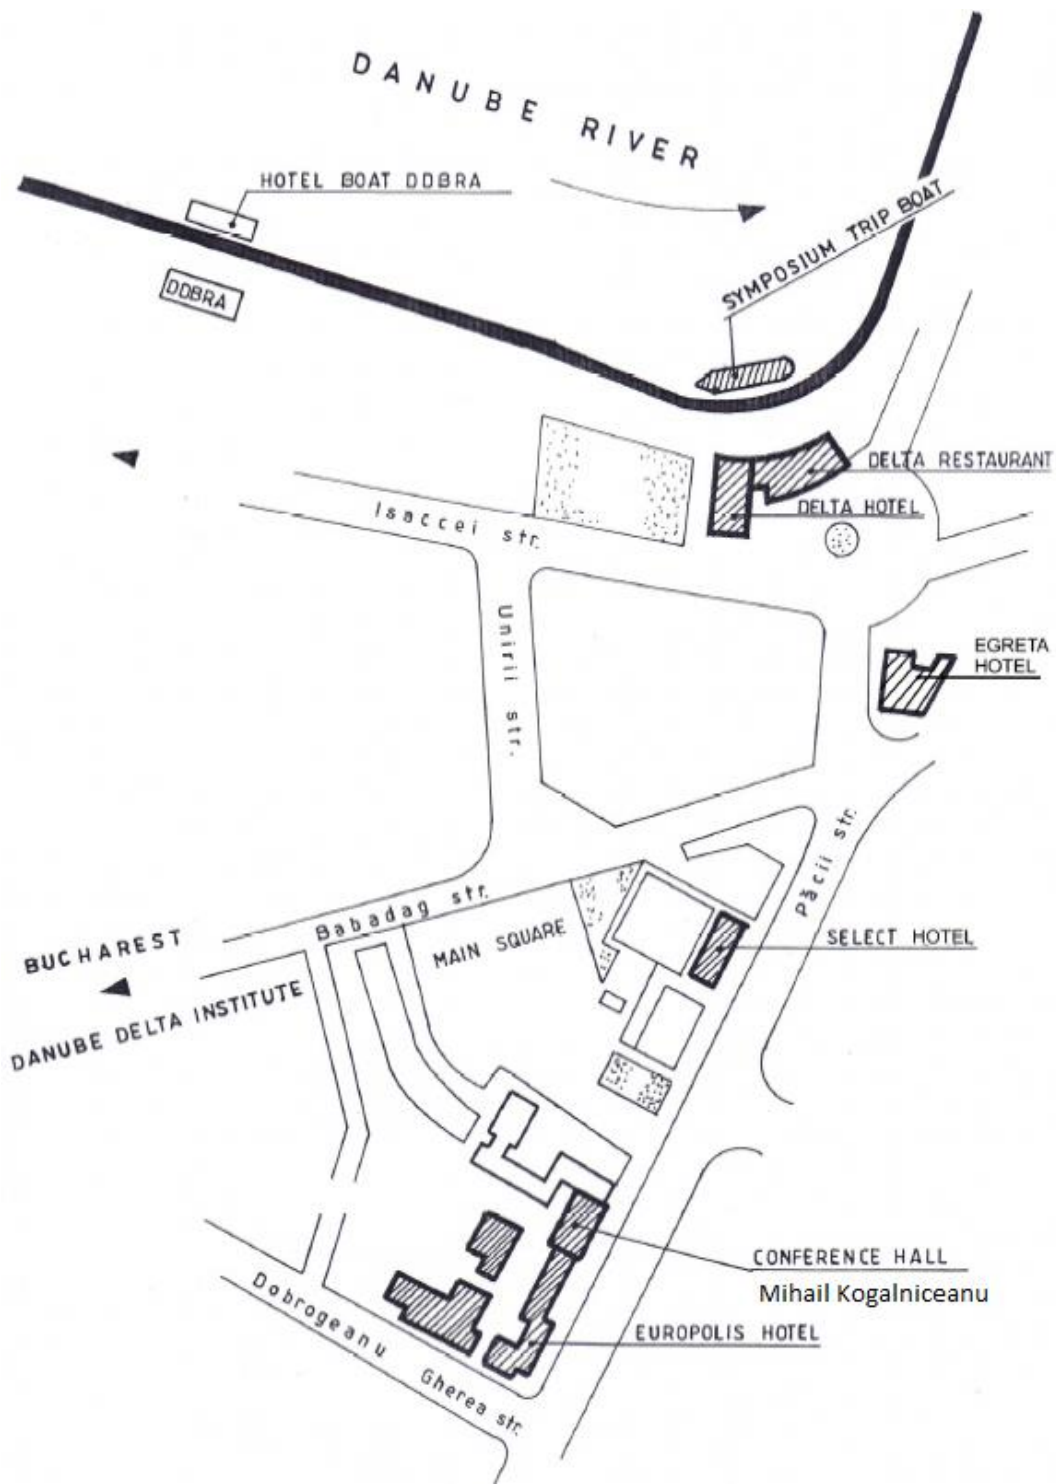 DANUBE RIVER
HOTEL BOAT DDBRA
SYMPOSIUM TRIP BOAT
DDBRA
DELTA RESTAURANT
DELTA HOTEL
Isaccei str.
Unirii str.
EGRETA
HOTEL
Păcii str.
Babadag str.
BUCHAREST
MAIN SQUARE
SELECT HOTEL
DANUBE DELTA INSTITUTE
CONFERENCE HALL
Mihail Kogalniceanu
EUROPOLIS HOTEL
Dobrogeanu Gherea str.